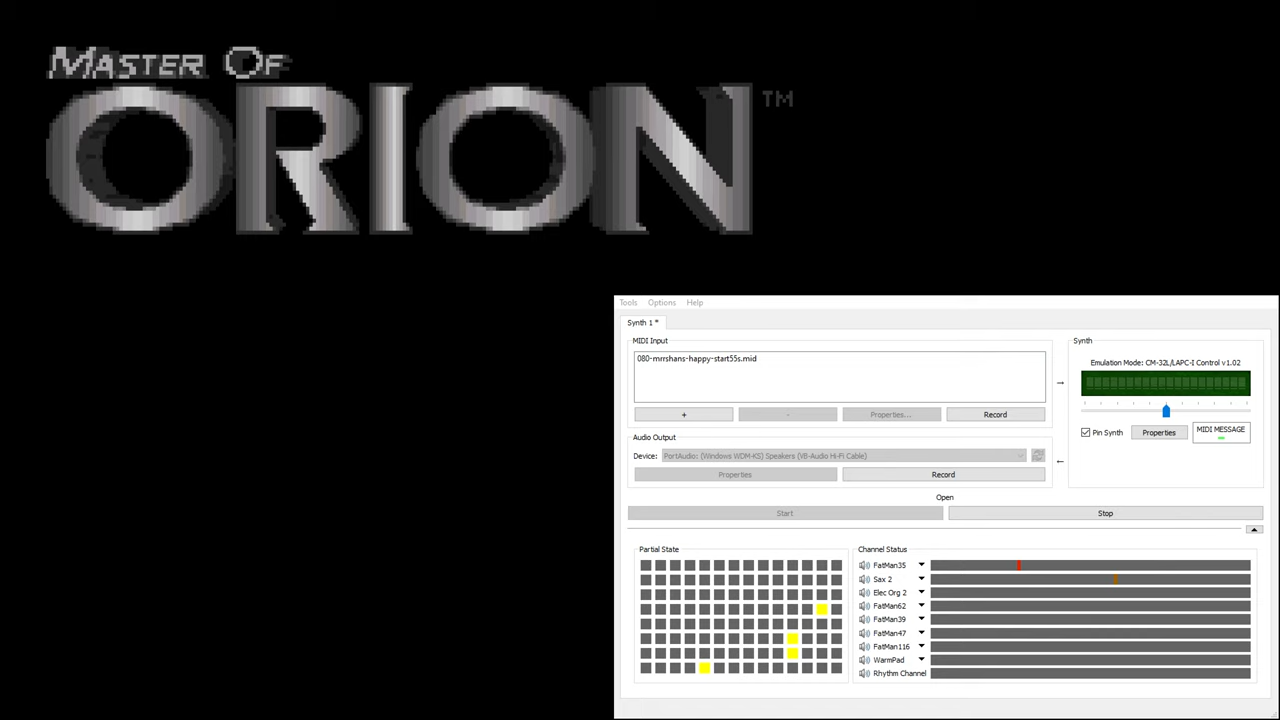 MASTER OF
ORION™
Tools Options Help
Synth 1 *
MIDI Input
080-mrrshans-happy-start55s.mid
+ - Properties... Record
Audio Output
Device: PortAudio: (Windows WDM-KS) Speakers (VB-Audio Hi-Fi Cable)
Properties Record
Synth
Emulation Mode: CM-32L/LAPC-I Control v1.02
Pin Synth Properties MIDI MESSAGE
Open
Start Stop
Partial State
Channel Status
FatMan35
Sax 2
Elec Org 2
FatMan62
FatMan39
FatMan47
FatMan116
WarmPad
Rhythm Channel